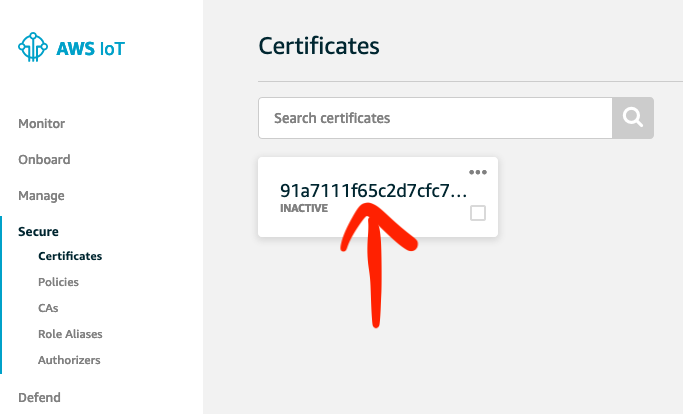 AWS IoT
Monitor
Onboard
Manage
Secure
Certificates
Policies
CAs
Role Aliases
Authorizers
Defend
Certificates
Search certificates
91a7111f65c2d7cfc7...
INACTIVE